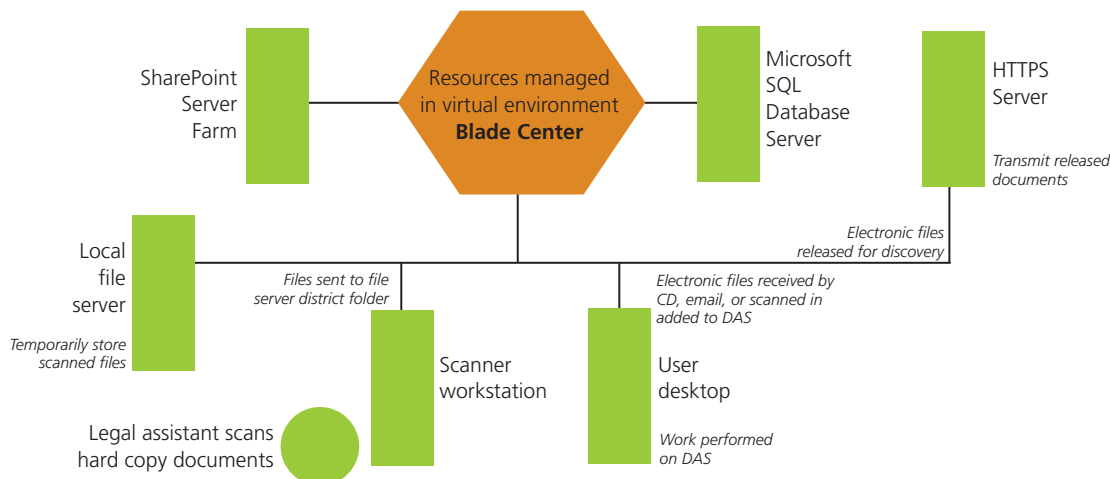 SharePoint
Server
Farm
Resources managed
in virtual environment
Blade Center
Microsoft
SQL
Database
Server
HTTPS
Server
Transmit released
documents
Local
file
server
Temporarily store
scanned files
Files sent to file
server district folder
Electronic files received by
CD, email, or scanned in
added to DAS
Electronic files
released for discovery
Scanner
workstation
User
desktop
Work performed
on DAS
Legal assistant scans
hard copy documents